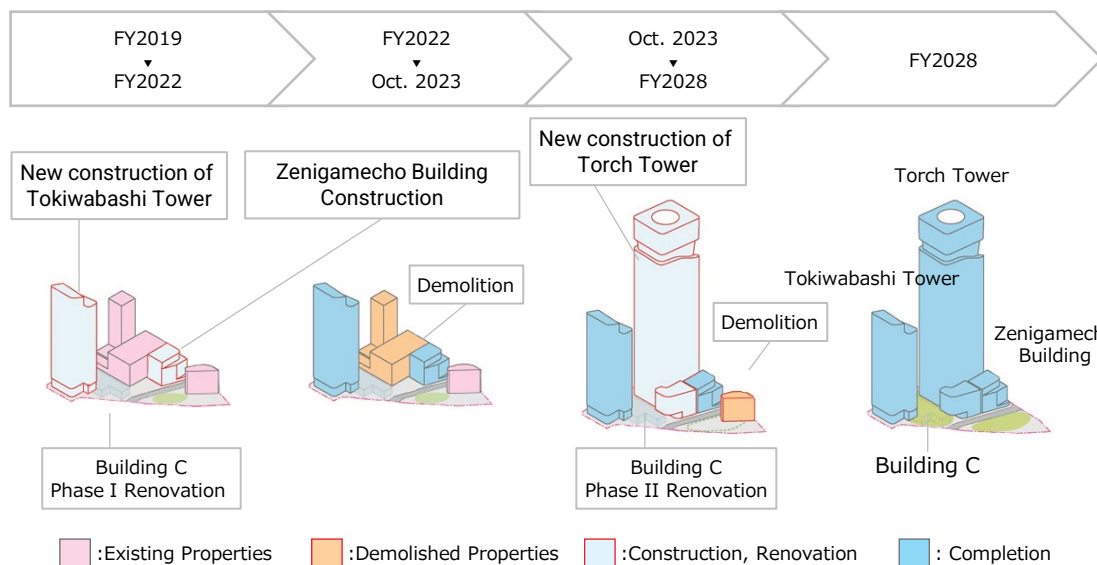 FY2019
▼
FY2022
FY2022
▼
Oct. 2023
Oct. 2023
▼
FY2028
FY2028
New construction of
Tokiwabashi Tower
Zenigamecho Building
Construction
Demolition
Building C
Phase I Renovation
New construction of
Torch Tower
Demolition
Building C
Phase II Renovation
Torch Tower
Tokiwabashi Tower
Zenigamech
Building
Building C
:Existing Properties
:Demolished Properties
:Construction, Renovation
: Completion